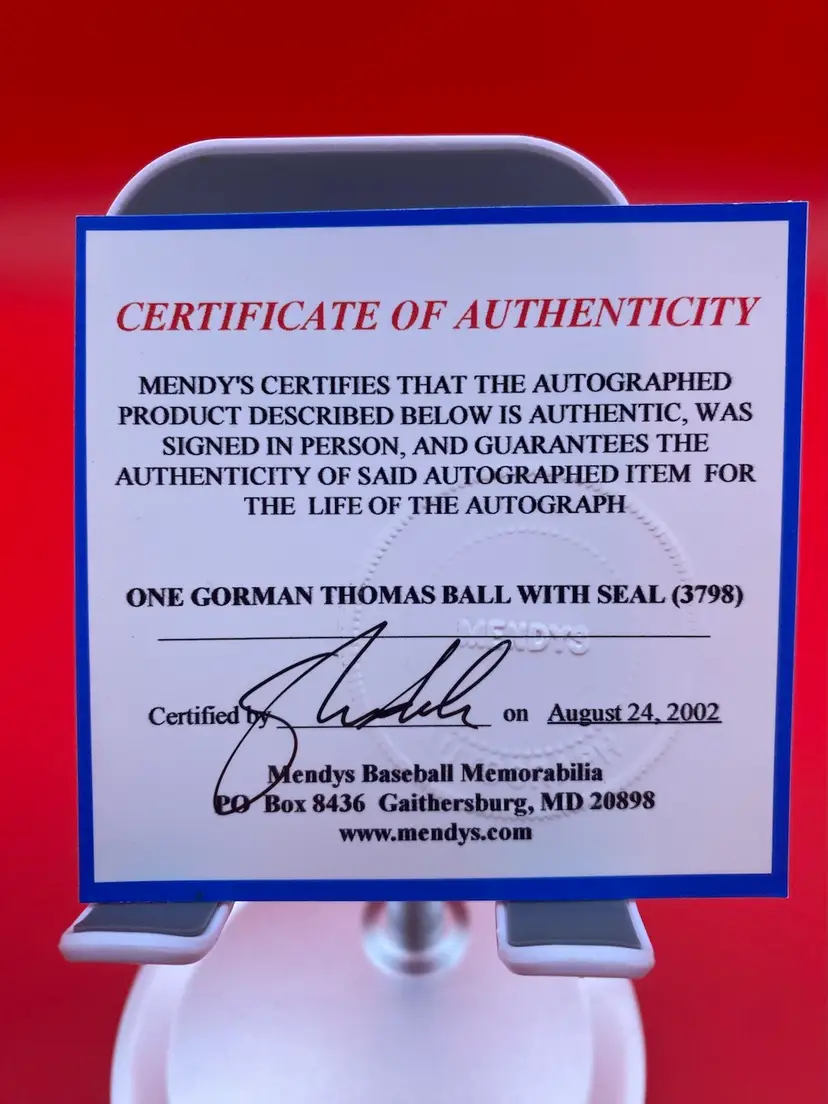 CERTIFICATE OF AUTHENTICITY
MENDY'S CERTIFIES THAT THE AUTOGRAPHED
PRODUCT DESCRIBED BELOW IS AUTHENTIC, WAS
SIGNED IN PERSON, AND GUARANTEES THE
AUTHENTICITY OF SAID AUTOGRAPHED ITEM FOR
THE LIFE OF THE AUTOGRAPH
ONE GORMAN THOMAS BALL WITH SEAL (3798)
MENDYS
Certified by on August 24, 2002
Mendys Baseball Memorabilia
PO Box 8436 Gaithersburg, MD 20898
www.mendys.com